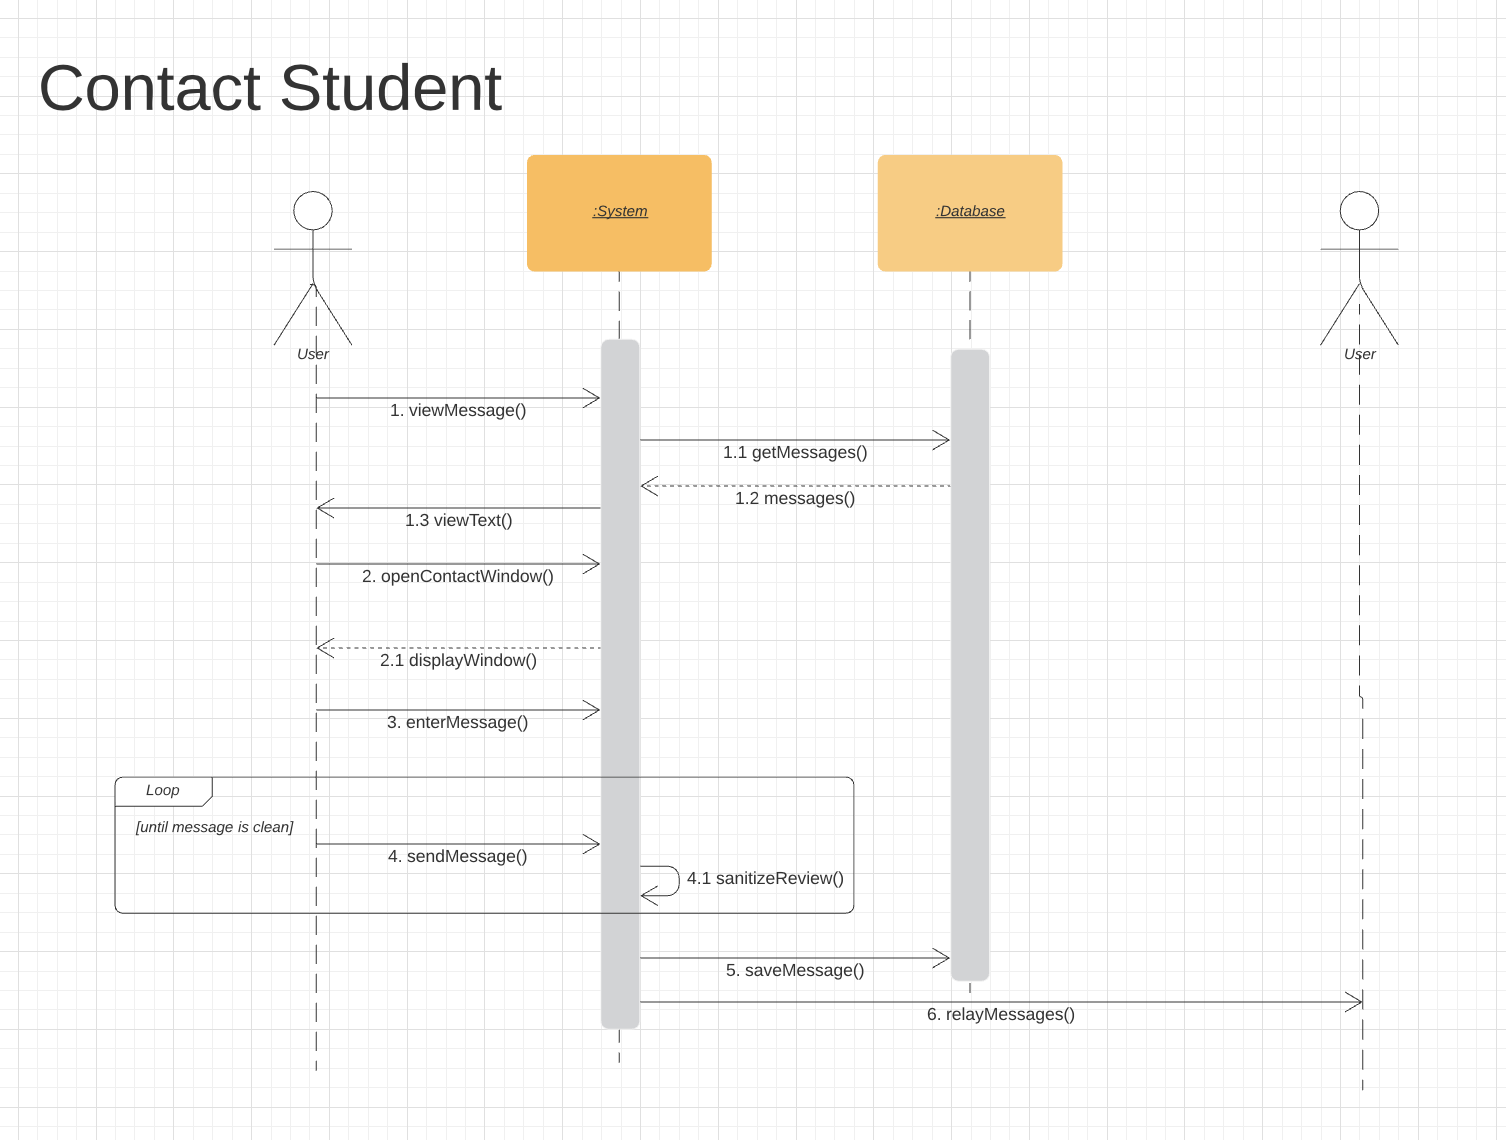 Contact Student
:System
:Database
User
User
1. viewMessage()
1.1 getMessages()
1.2 messages()
1.3 viewText()
2. openContactWindow()
2.1 displayWindow()
3. enterMessage()
Loop
[until message is clean]
4. sendMessage()
4.1 sanitizeReview()
5. saveMessage()
6. relayMessages()